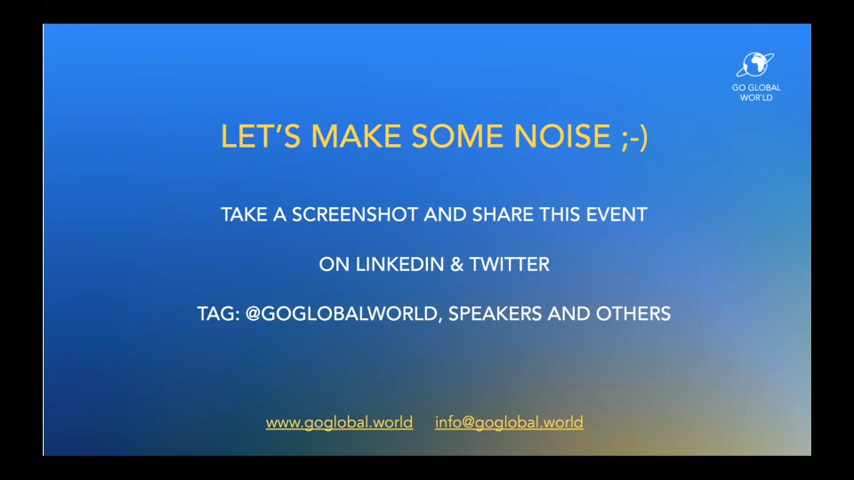 GO GLOBAL
WOR'LD
LET'S MAKE SOME NOISE ;-)
TAKE A SCREENSHOT AND SHARE THIS EVENT
ON LINKEDIN & TWITTER
TAG: @GOGLOBALWORLD, SPEAKERS AND OTHERS
www.goglobal.world info@goglobal.world